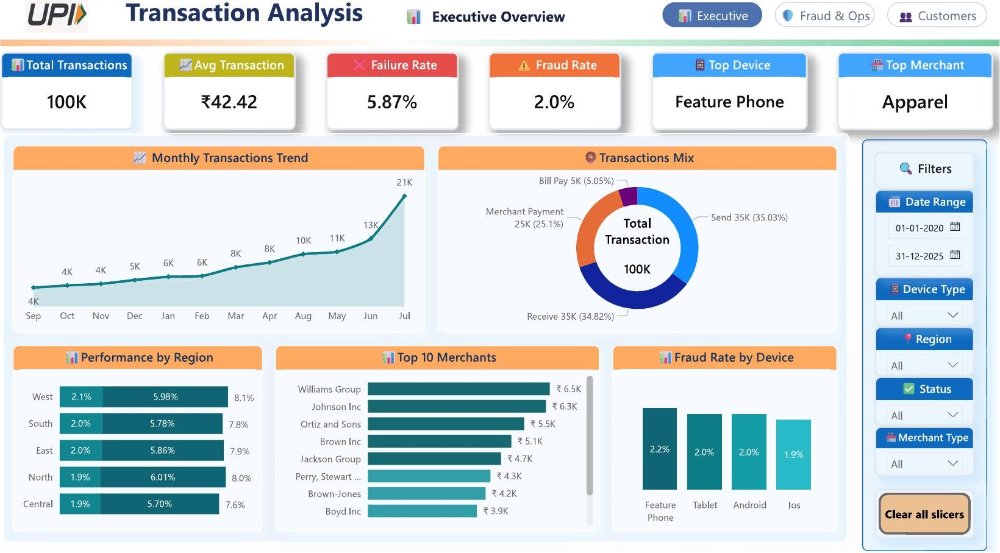 UPI
Transaction Analysis
Executive Overview
Executive
Fraud & Ops
Customers
Total Transactions
100K
Avg Transaction
₹42.42
Failure Rate
5.87%
Fraud Rate
2.0%
Top Device
Feature Phone
Top Merchant
Apparel
Monthly Transactions Trend
4K
4K
4K
5K
6K
6K
8K
8K
10K
11K
13K
21K
Sep
Oct
Nov
Dec
Jan
Feb
Mar
Apr
Aug
May
Jun
Jul
Transactions Mix
Bill Pay 5K (5.05%)
Merchant Payment
25K (25.1%)
Send 35K (35.03%)
Receive 35K (34.82%)
Total
Transaction
100K
Performance by Region
West 2.1% 5.98% 8.1%
South 2.0% 5.78% 7.8%
East 2.0% 5.86% 7.9%
North 1.9% 6.01% 8.0%
Central 1.9% 5.70% 7.6%
Top 10 Merchants
Williams Group ₹ 6.5K
Johnson Inc ₹ 6.3K
Ortiz and Sons ₹ 5.5K
Brown Inc ₹ 5.1K
Jackson Group ₹ 4.7K
Perry, Stewart ... ₹ 4.3K
Brown-Jones ₹ 4.2K
Boyd Inc ₹ 3.9K
Fraud Rate by Device
2.2%
2.0%
2.0%
1.9%
Feature
Phone
Tablet
Android
Ios
Filters
Date Range
01-01-2020
31-12-2025
Device Type
All
Region
All
Status
All
Merchant Type
All
Clear all slicers